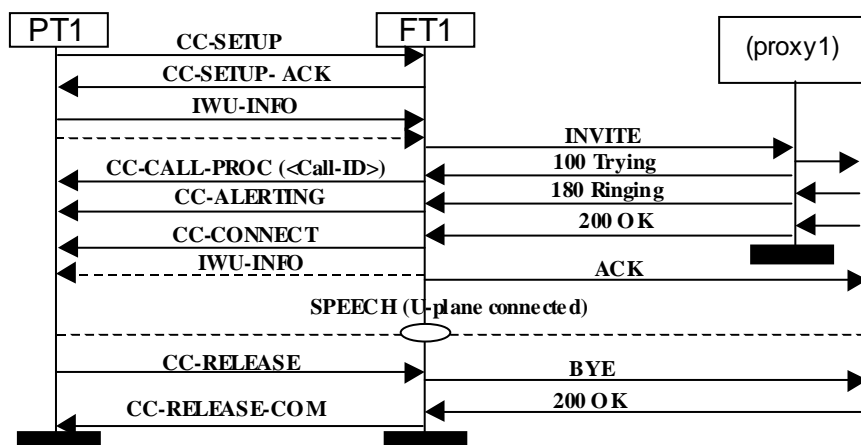 PT1
FT1
(proxy1)
CC-SETUP
CC-SETUP- ACK
IWU-INFO
INVITE
100 Trying
CC-CALL-PROC (<Call-ID>)
180 Ringing
CC-ALERTING
200 OK
CC-CONNECT
IWU-INFO
ACK
SPEECH (U-plane connected)
CC-RELEASE
BYE
200 OK
CC-RELEASE-COM